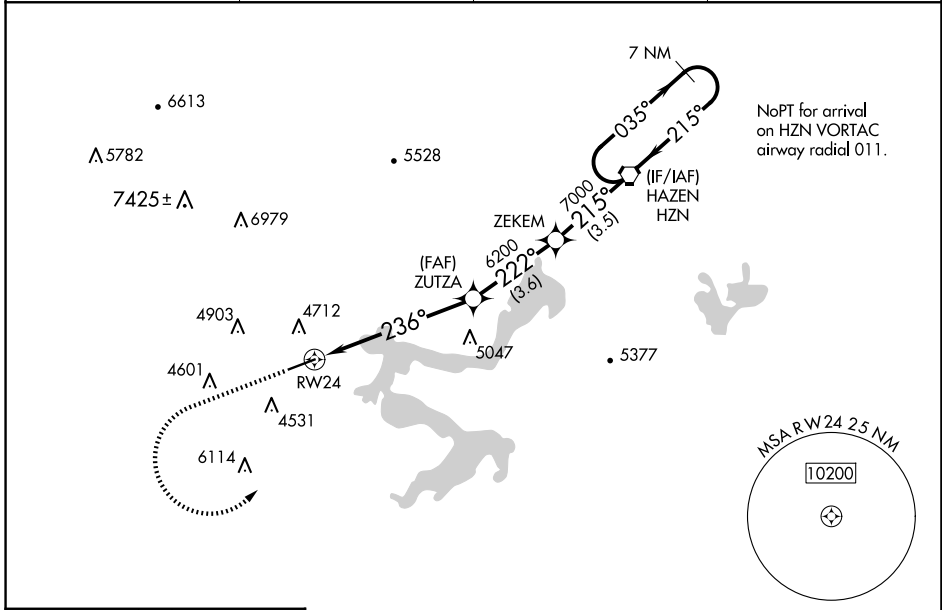 7 NM
6613
035°
215°
NoPT for arrival
on HZN VORTAC
airway radial 011.
5782
5528
7425±
(IF/IAF)
HAZEN
HZN
7000
215°
(3.5)
6979
ZEKEM
6200
222°
(3.6)
(FAF)
ZUTZA
4903
4712
236°
5047
5377
RW24
4601
4531
6114
MSA RW24 25 NM
10200